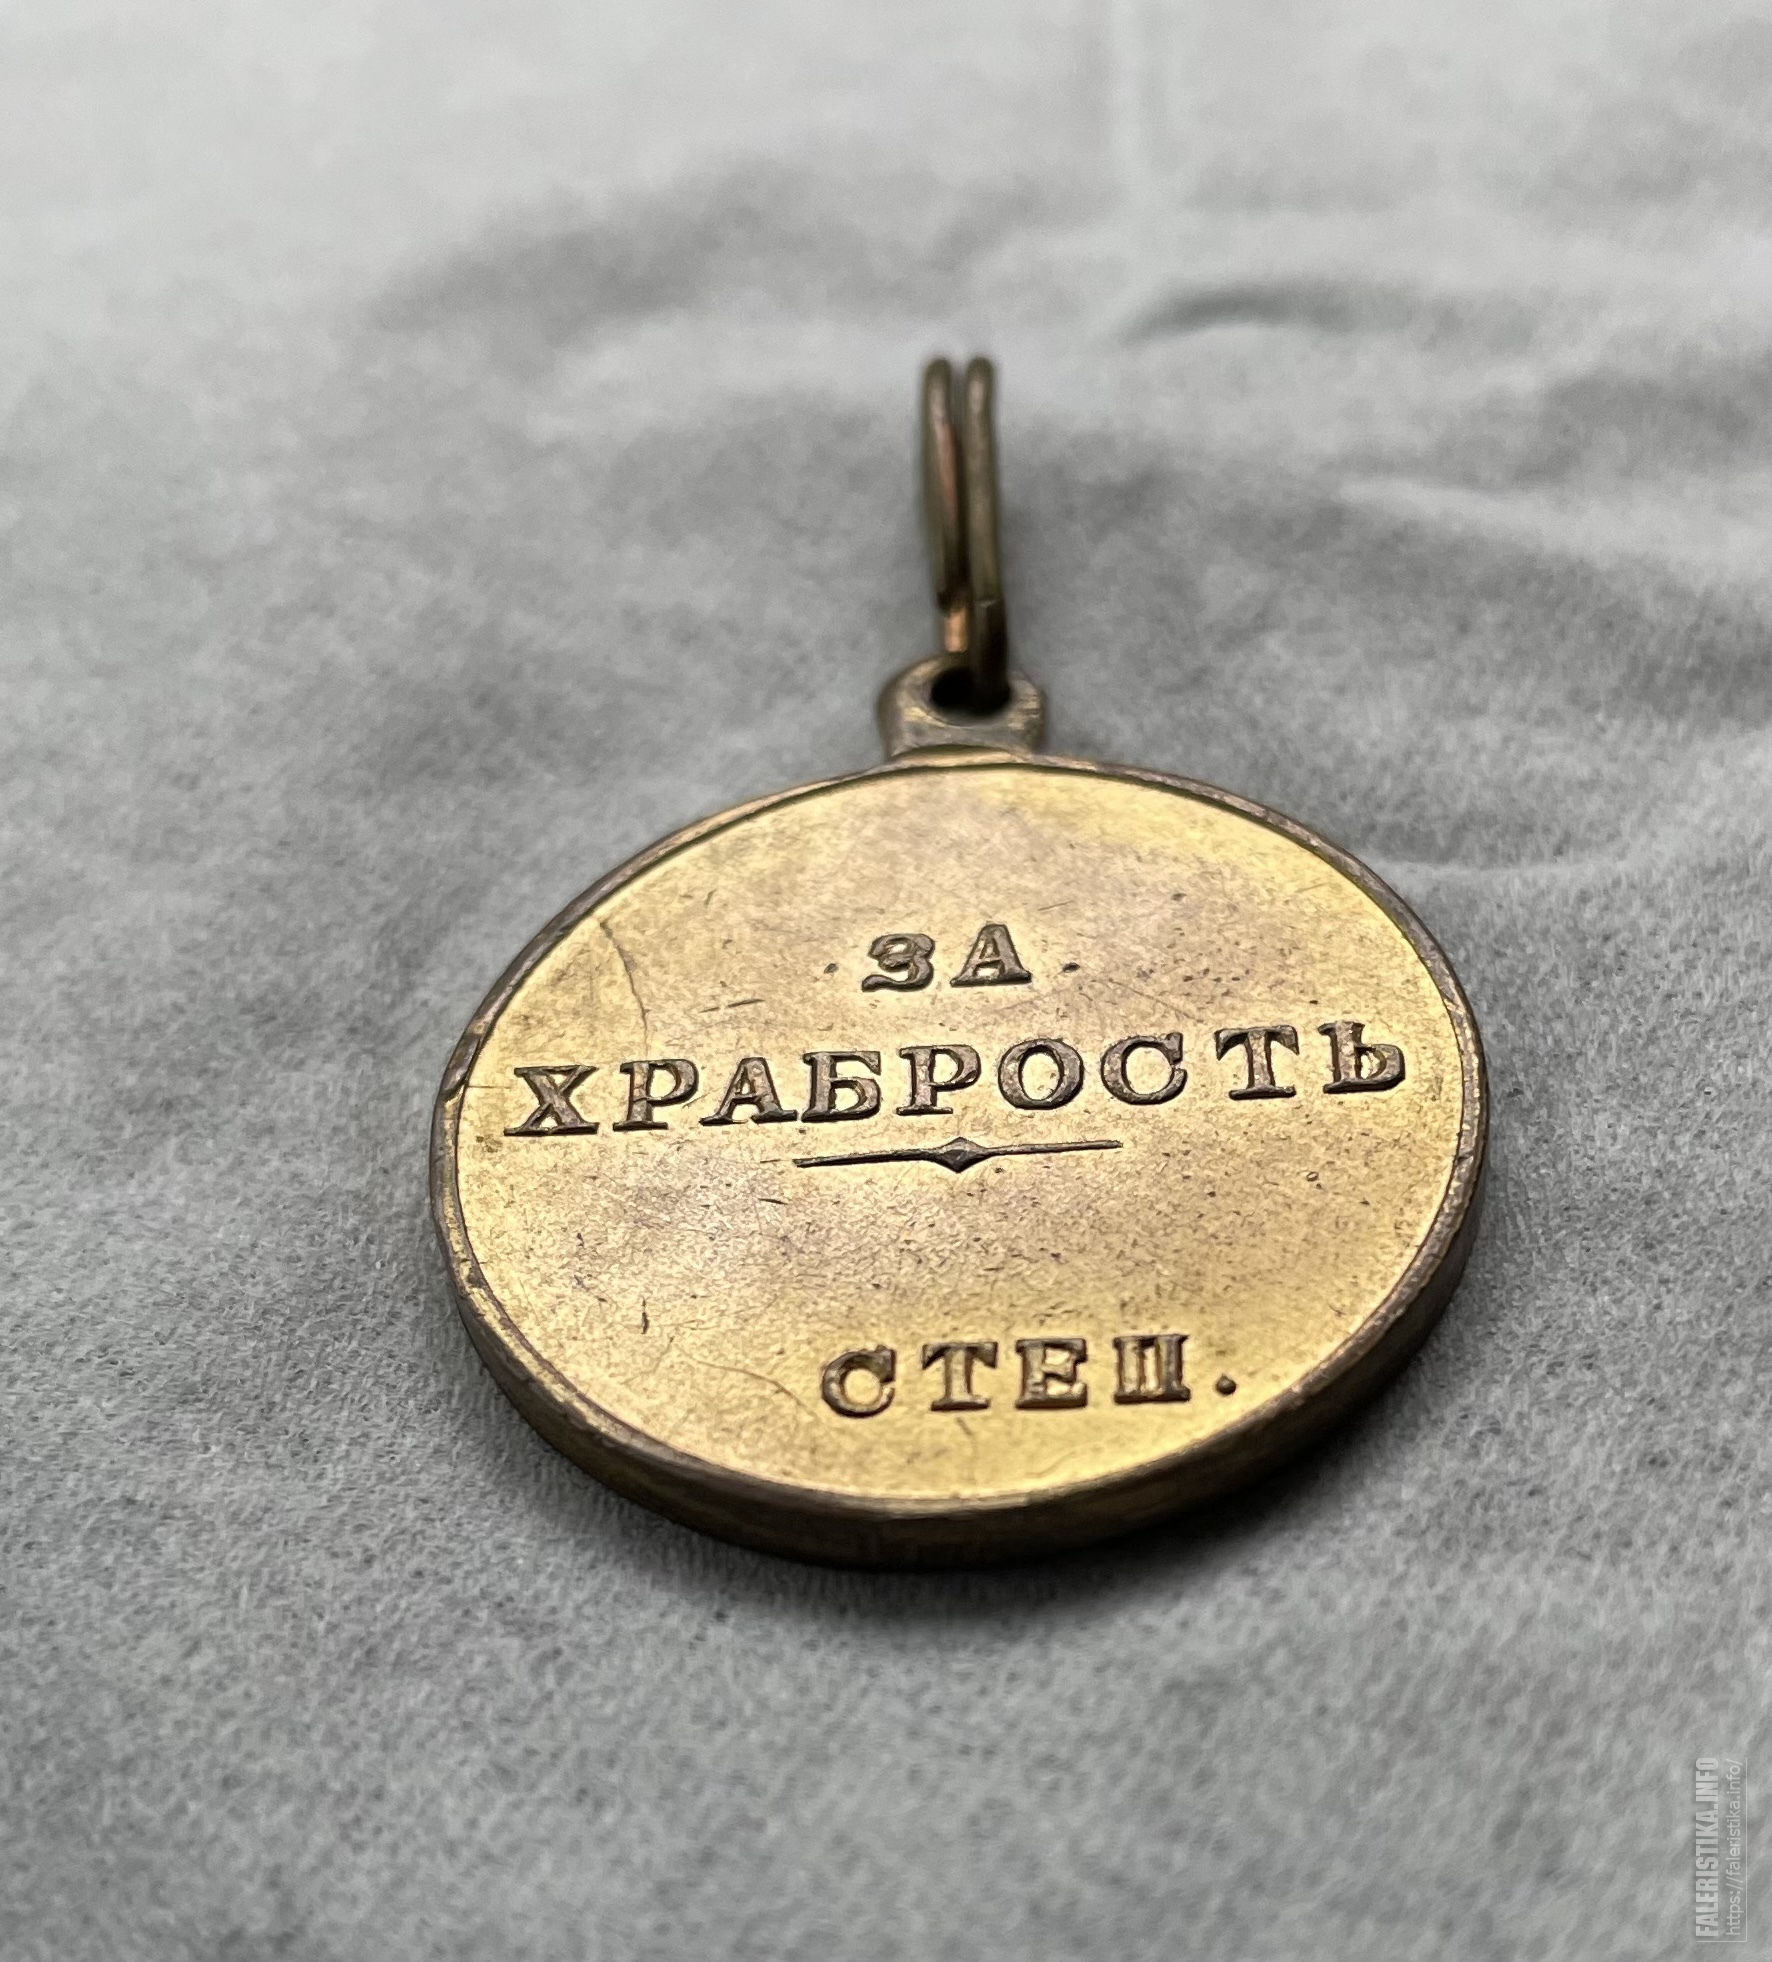 ЗА
ХРАБРОСТЬ
СТЕП.
FALERISTIKA.INFO
https://faleristika.info/